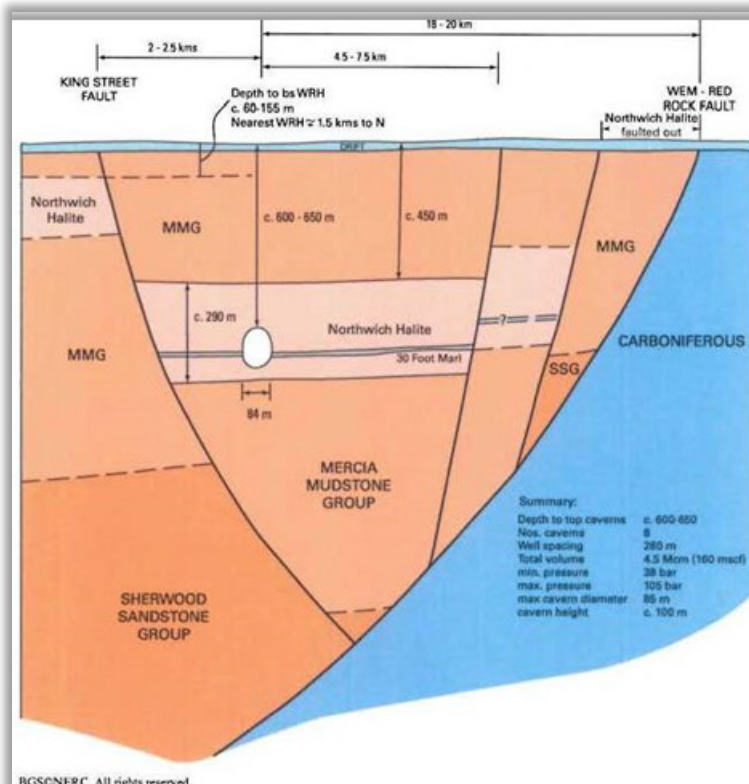 18 - 20 km
2 - 2.5 kms
4.5 - 7.5 km
KING STREET
FAULT
Depth to bs WRH
c. 60-155 m
Nearest WRH ≃ 1.5 kms to N
WEM - RED
ROCK FAULT
Northwich Halite
faulted out
DRIFT
Northwich
Halite
MMG
c. 600 - 650 m
c. 450 m
MMG
c. 290 m
Northwich Halite
?
30 Foot Marl
MMG
CARBONIFEROUS
SSG
84 m
MERCIA
MUDSTONE
GROUP
SHERWOOD
SANDSTONE
GROUP
Summary:
Depth to top caverns c. 600-650
Nos. caverns 8
Well spacing 280 m
Total volume 4.5 Mcm (160 mscf)
min. pressure 38 bar
max. pressure 105 bar
max cavern diameter 85 m
cavern height c. 100 m
BGS©NERC. All rights reserved